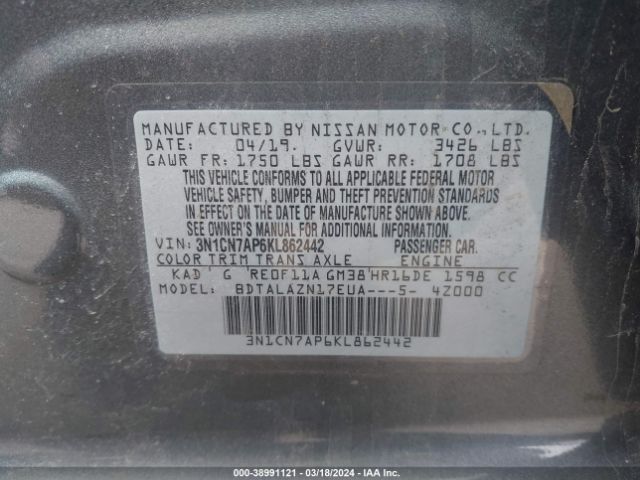 MANUFACTURED BY NISSAN MOTOR CO., LTD.
DATE: 04/19. GVWR: 3426 LBS
GAWR FR: 1750 LBS GAWR RR: 1708 LBS
THIS VEHICLE CONFORMS TO ALL APPLICABLE FEDERAL MOTOR
VEHICLE SAFETY, BUMPER AND THEFT PREVENTION STANDARDS
IN EFFECT ON THE DATE OF MANUFACTURE SHOWN ABOVE.
SEE OWNER'S MANUAL FOR ADDITIONAL INFORMATION.
VIN: 3N1CN7AP6KL862442 PASSENGER CAR.
COLOR TRIM TRANS AXLE ENGINE
KAD G RE0F11A GM38 HR16DE 1598 CC
MODEL: BDTALAZN17EUA---5- 4Z000
3N1CN7AP6KL862442
000-38991121 — 03/18/2024 — IAA Inc.